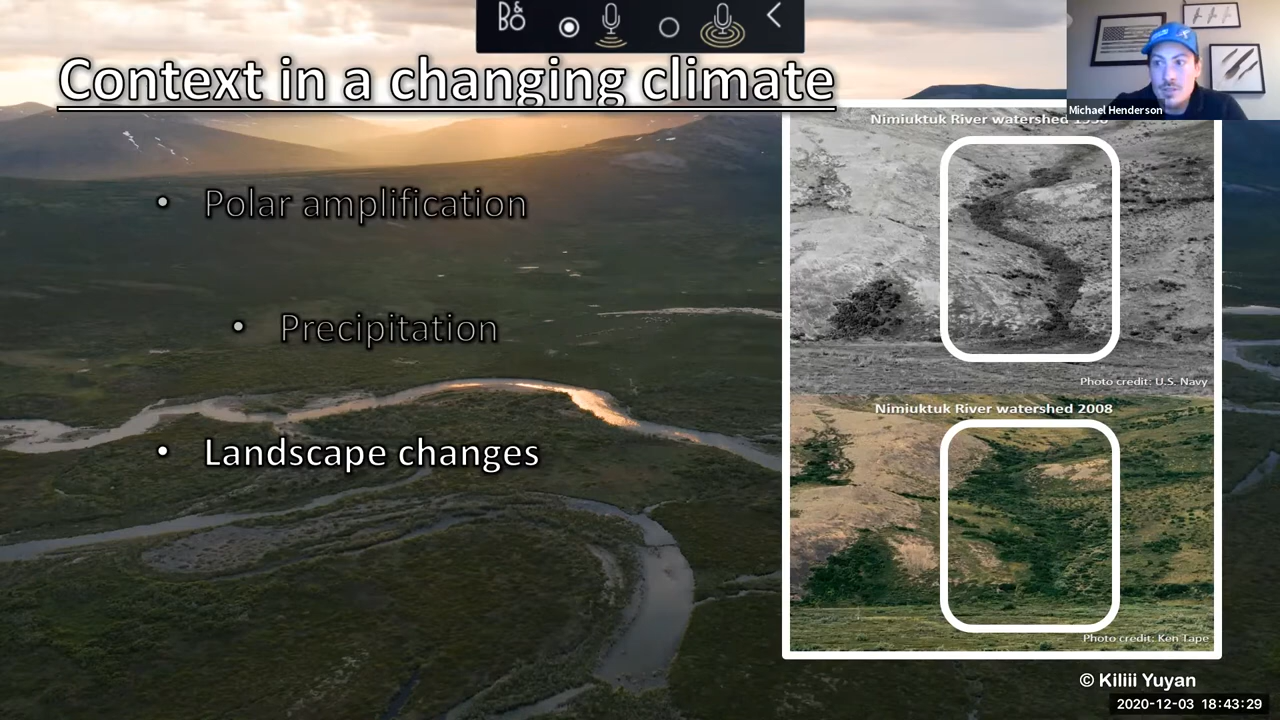 B&O
Context in a changing climate
Michael Henderson
Nimiuktuk River watershed
• Polar amplification
• Precipitation
Photo credit: U.S. Navy
Nimiuktuk River watershed 2008
• Landscape changes
Photo credit: Ken Tape
© Kiliii Yuyan
2020-12-03 18:43:29